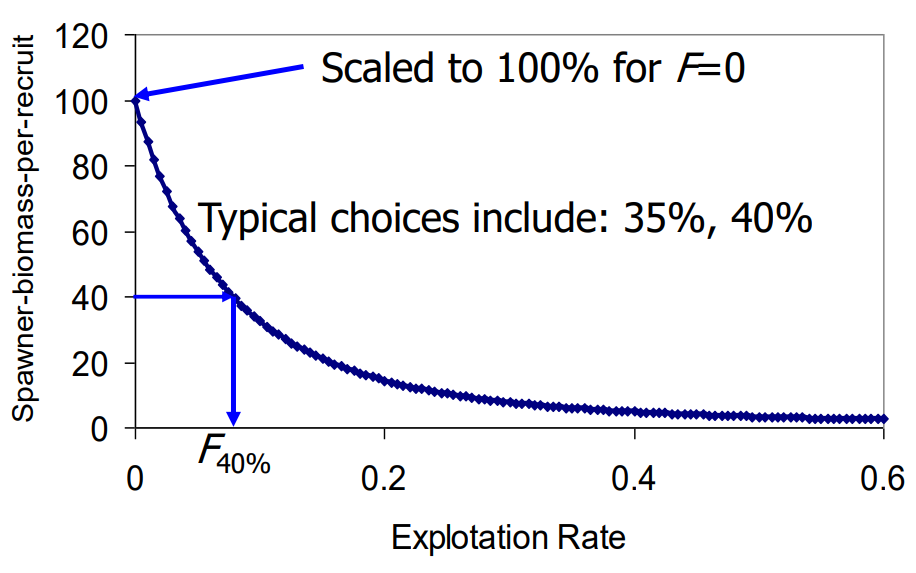 120
Scaled to 100% for F=0
100
80
Typical choices include: 35%, 40%
60
40
20
0
F40%
0 0.2 0.4 0.6
Explotation Rate
Spawner-biomass-per-recruit